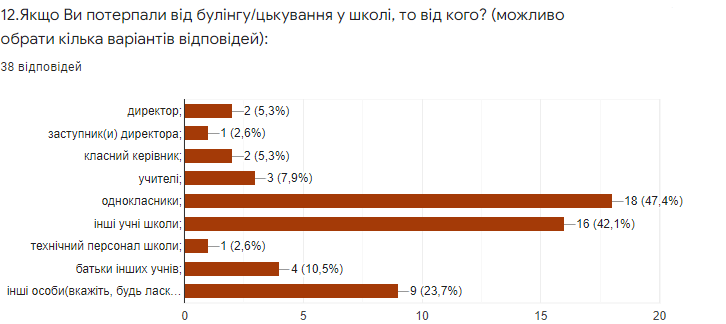 12.Якщо Ви потерпали від булінгу/цькування у школі, то від кого? (можливо
обрати кілька варіантів відповідей):
38 відповідей
директор; 2 (5,3%)
заступник(и) директора; 1 (2,6%)
класний керівник; 2 (5,3%)
учителі; 3 (7,9%)
однокласники; 18 (47,4%)
інші учні школи; 16 (42,1%)
технічний персонал школи; 1 (2,6%)
батьки інших учнів; 4 (10,5%)
інші особи(вкажіть, будь ласк... 9 (23,7%)
0 5 10 15 20